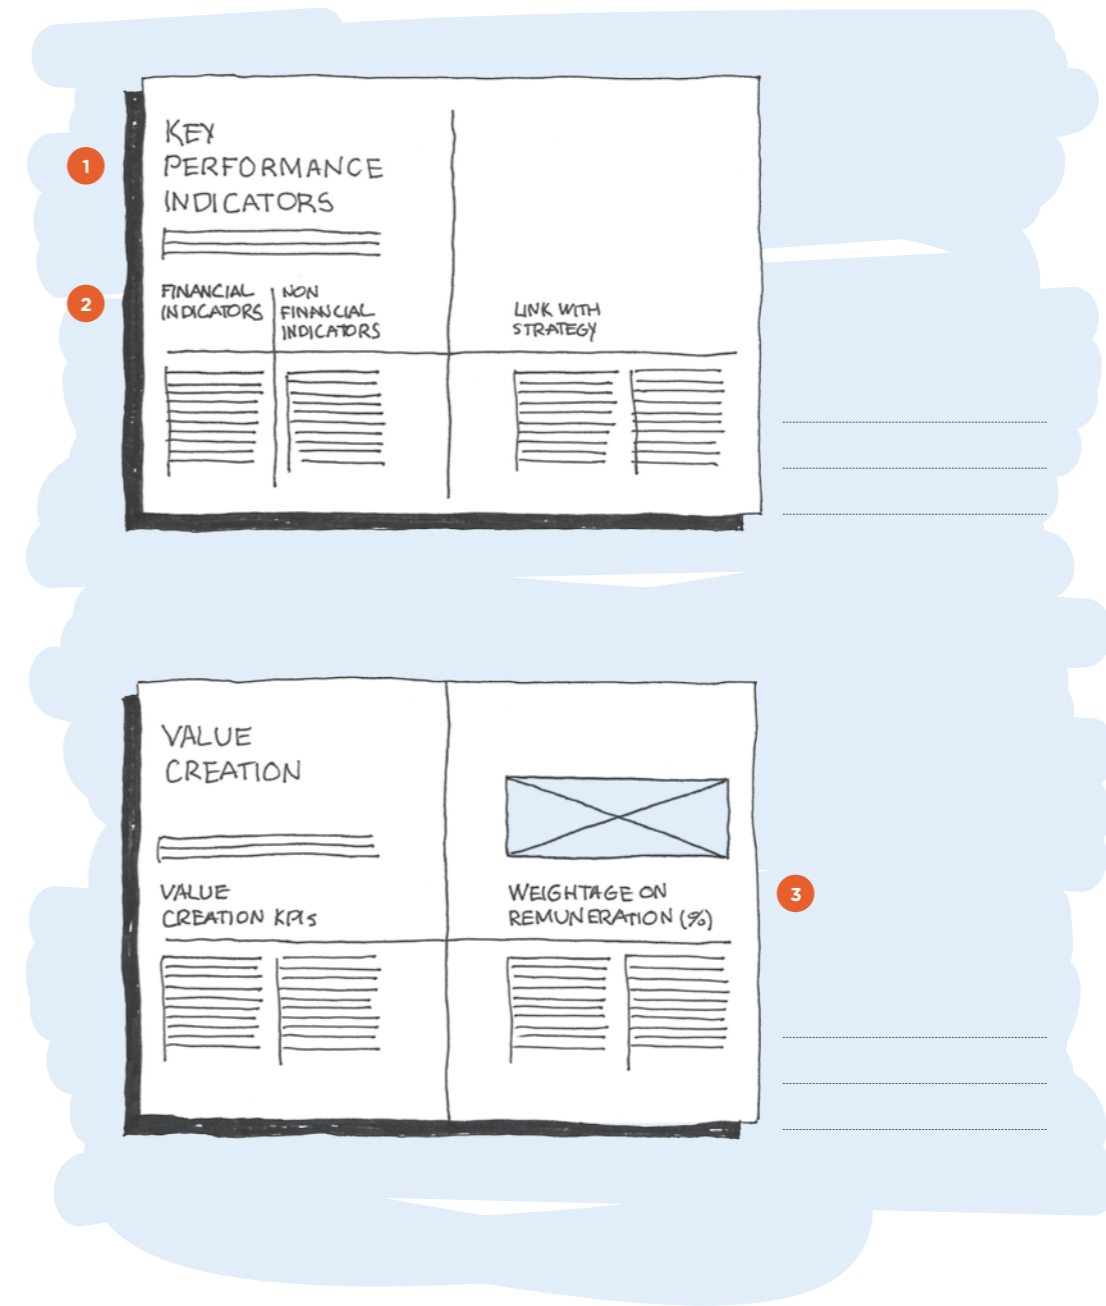 1
KEY
PERFORMANCE
INDICATORS
2
FINANCIAL
INDICATORS
NON
FINANCIAL
INDICATORS
LINK WITH
STRATEGY
VALUE
CREATION
VALUE
CREATION KPIs
3
WEIGHTAGE ON
REMUNERATION (%)